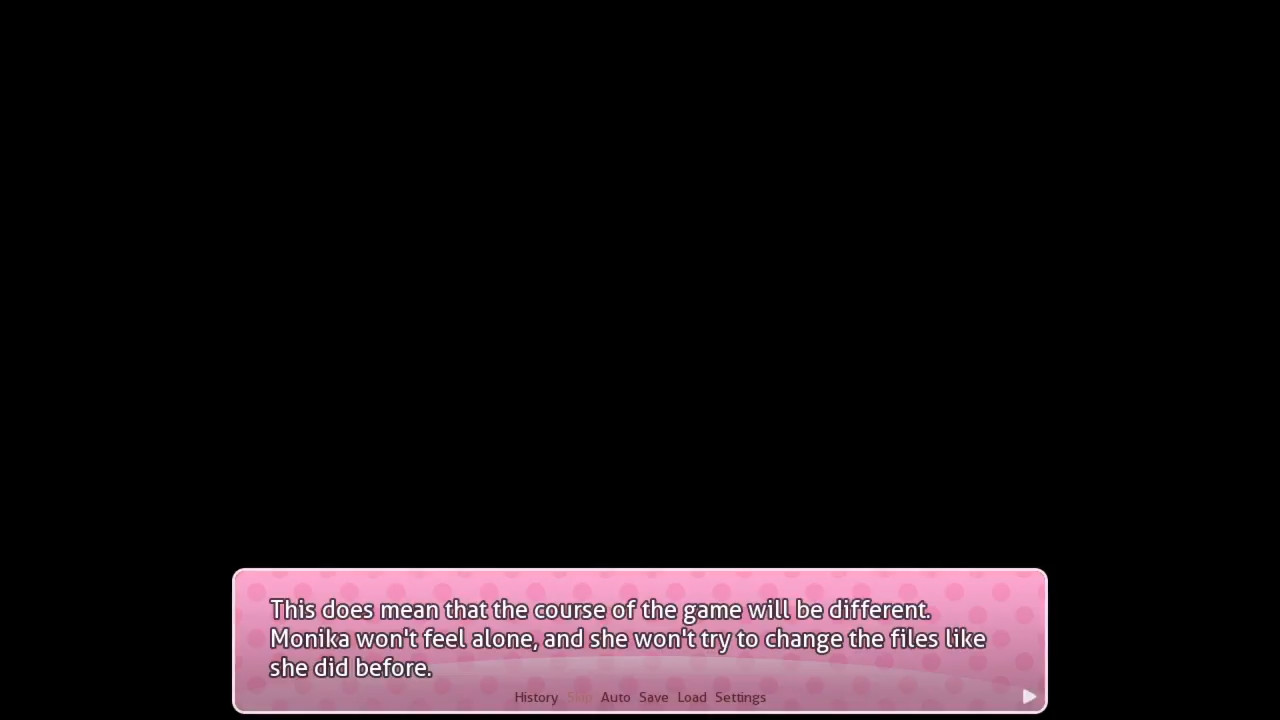 This does mean that the course of the game will be different.
Monika won't feel alone, and she won't try to change the files like
she did before.
History Skip Auto Save Load Settings